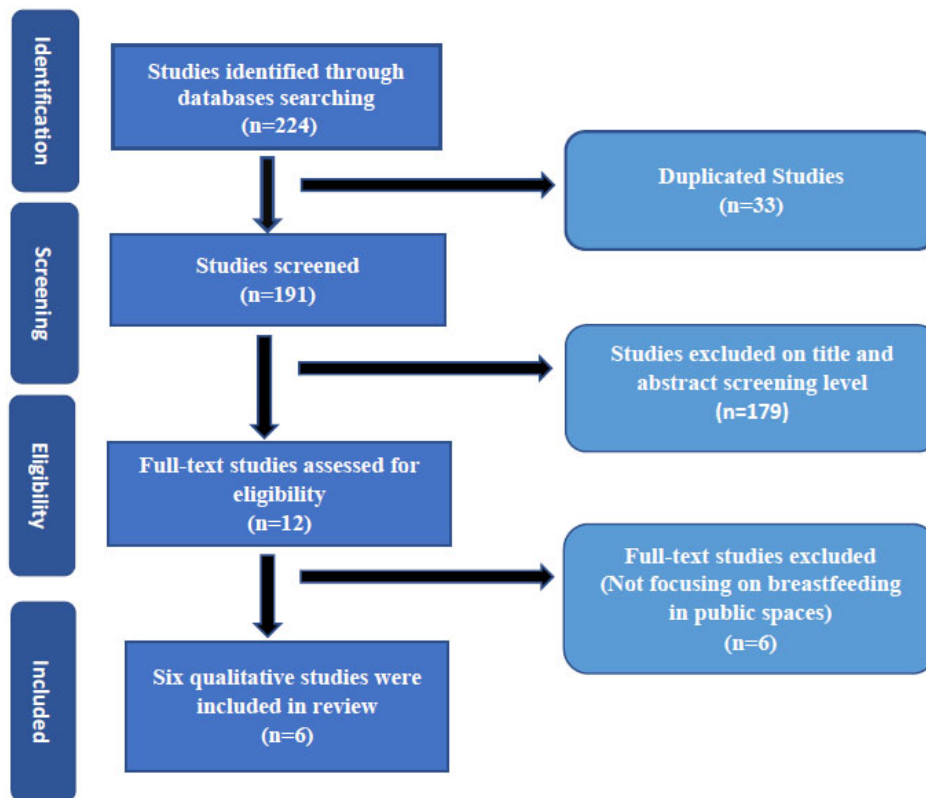 Identification
Studies identified through
databases searching
(n=224)
Duplicated Studies
(n=33)
Screening
Studies screened
(n=191)
Studies excluded on title and
abstract screening level
(n=179)
Eligibility
Full-text studies assessed for
eligibility
(n=12)
Full-text studies excluded
(Not focusing on breastfeeding
in public spaces)
(n=6)
Included
Six qualitative studies were
included in review
(n=6)